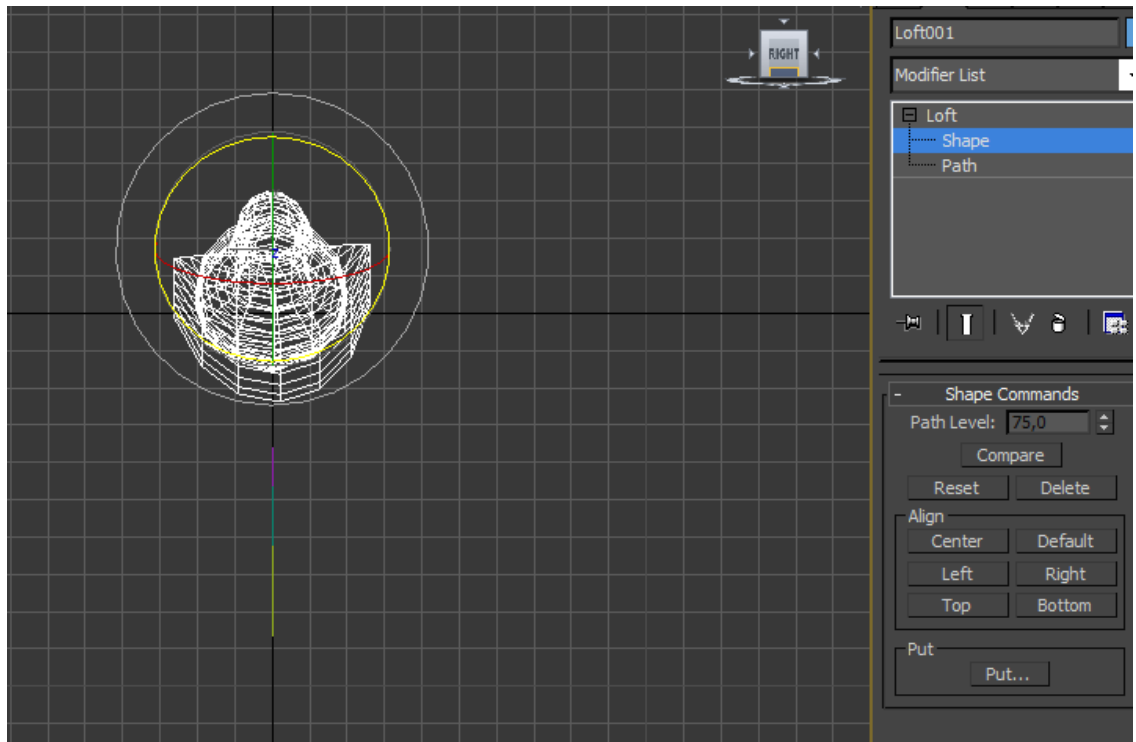 RIGHT
Loft001
Modifier List
Loft
Shape
Path
- Shape Commands
Path Level: 75,0
Compare
Reset Delete
Align
Center Default
Left Right
Top Bottom
Put
Put...